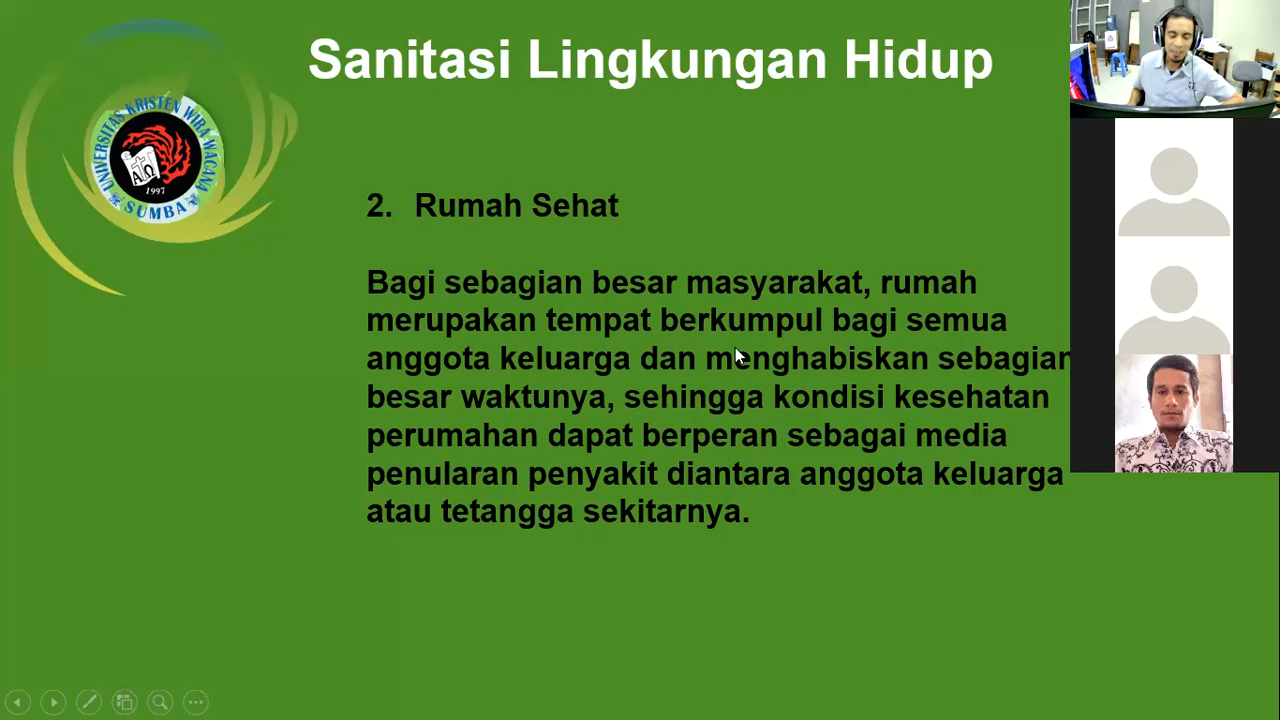 Sanitasi Lingkungan Hidup
UNIVERSITAS KRISTEN WIRA WACANA
A Ω
1997
SUMBA
2. Rumah Sehat
Bagi sebagian besar masyarakat, rumah
merupakan tempat berkumpul bagi semua
anggota keluarga dan menghabiskan sebagian
besar waktunya, sehingga kondisi kesehatan
perumahan dapat berperan sebagai media
penularan penyakit diantara anggota keluarga
atau tetangga sekitarnya.